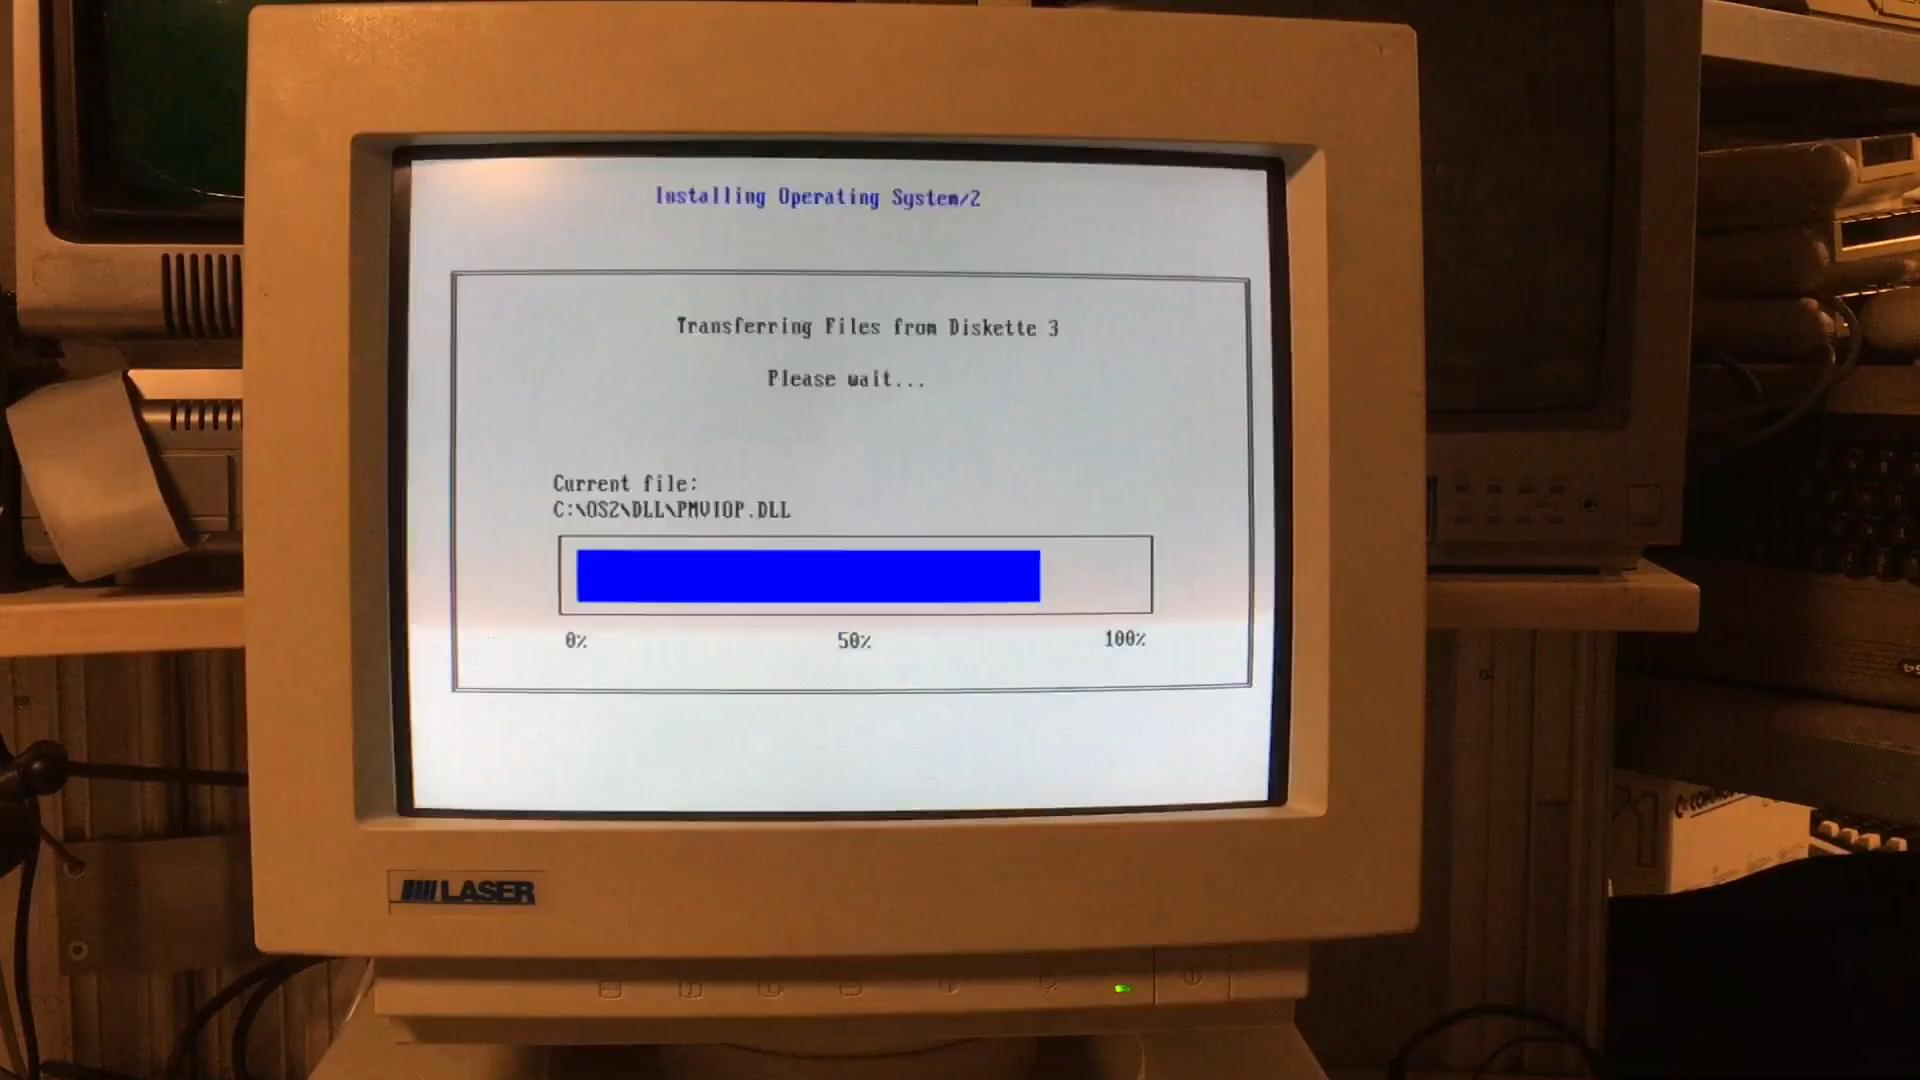 Installing Operating System/2
Transferring Files from Diskette 3
Please wait...
Current file:
C:\OS2\DLL\PMVIOP.DLL
0% 50% 100%
LASER